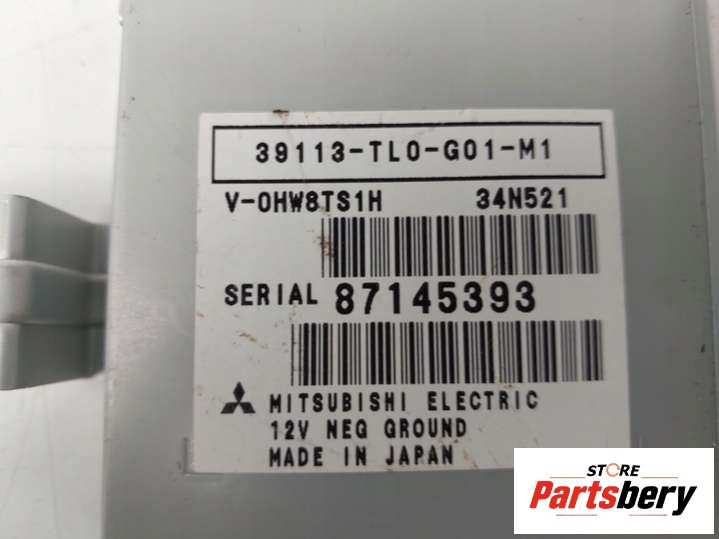 39113-TL0-G01-M1
V-0HW8TS1H 34N521
SERIAL 87145393
MITSUBISHI ELECTRIC
12V NEG GROUND
MADE IN JAPAN
STORE
Partsbery